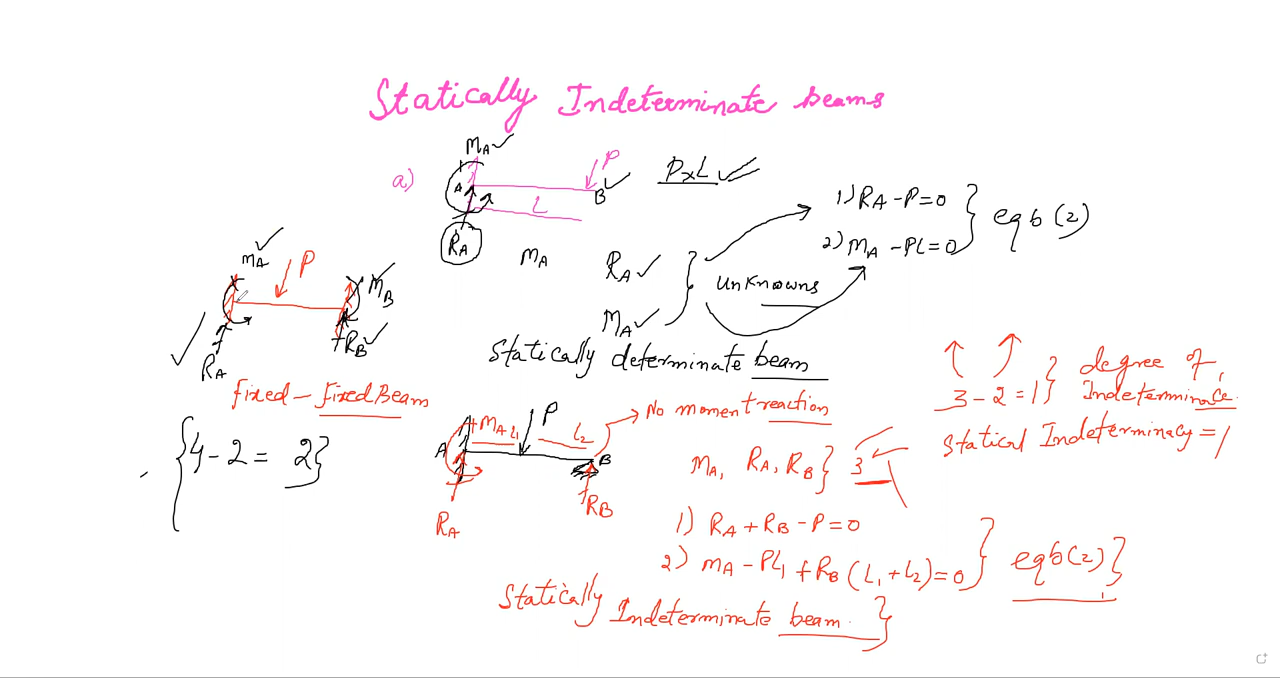 Statically Indeterminate beams
a)
MA ✓
P
A
B ✓
L
RA
PxL ✓
MA
RA ✓
MA ✓
} unknowns
1) RA - P = 0
2) MA - PL = 0
} eqb (2)
Statically determinate beam
MA ✓
P
MB
RA
RB ✓
Fixed - Fixed Beam
{ 4 - 2 = 2 }
+MA
P
L1
L2
A
B
RA
RB
No moment reaction
MA, RA, RB } 3
3 - 2 = 1 } degree of
Indeterminace.
Statical Indeterminacy = 1
1) RA + RB - P = 0
2) MA - PL1 + RB (L1 + L2) = 0
} eqb (2) }
Statically
Indeterminate beam. }